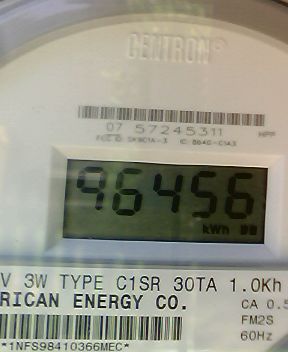 CENTRON®
07 57245311
96456
kWh
V 3W TYPE C1SR 30TA 1.0Kh
RICAN ENERGY CO.
CA 0.5
FM2S
60Hz
*1NFS98410366MEC*